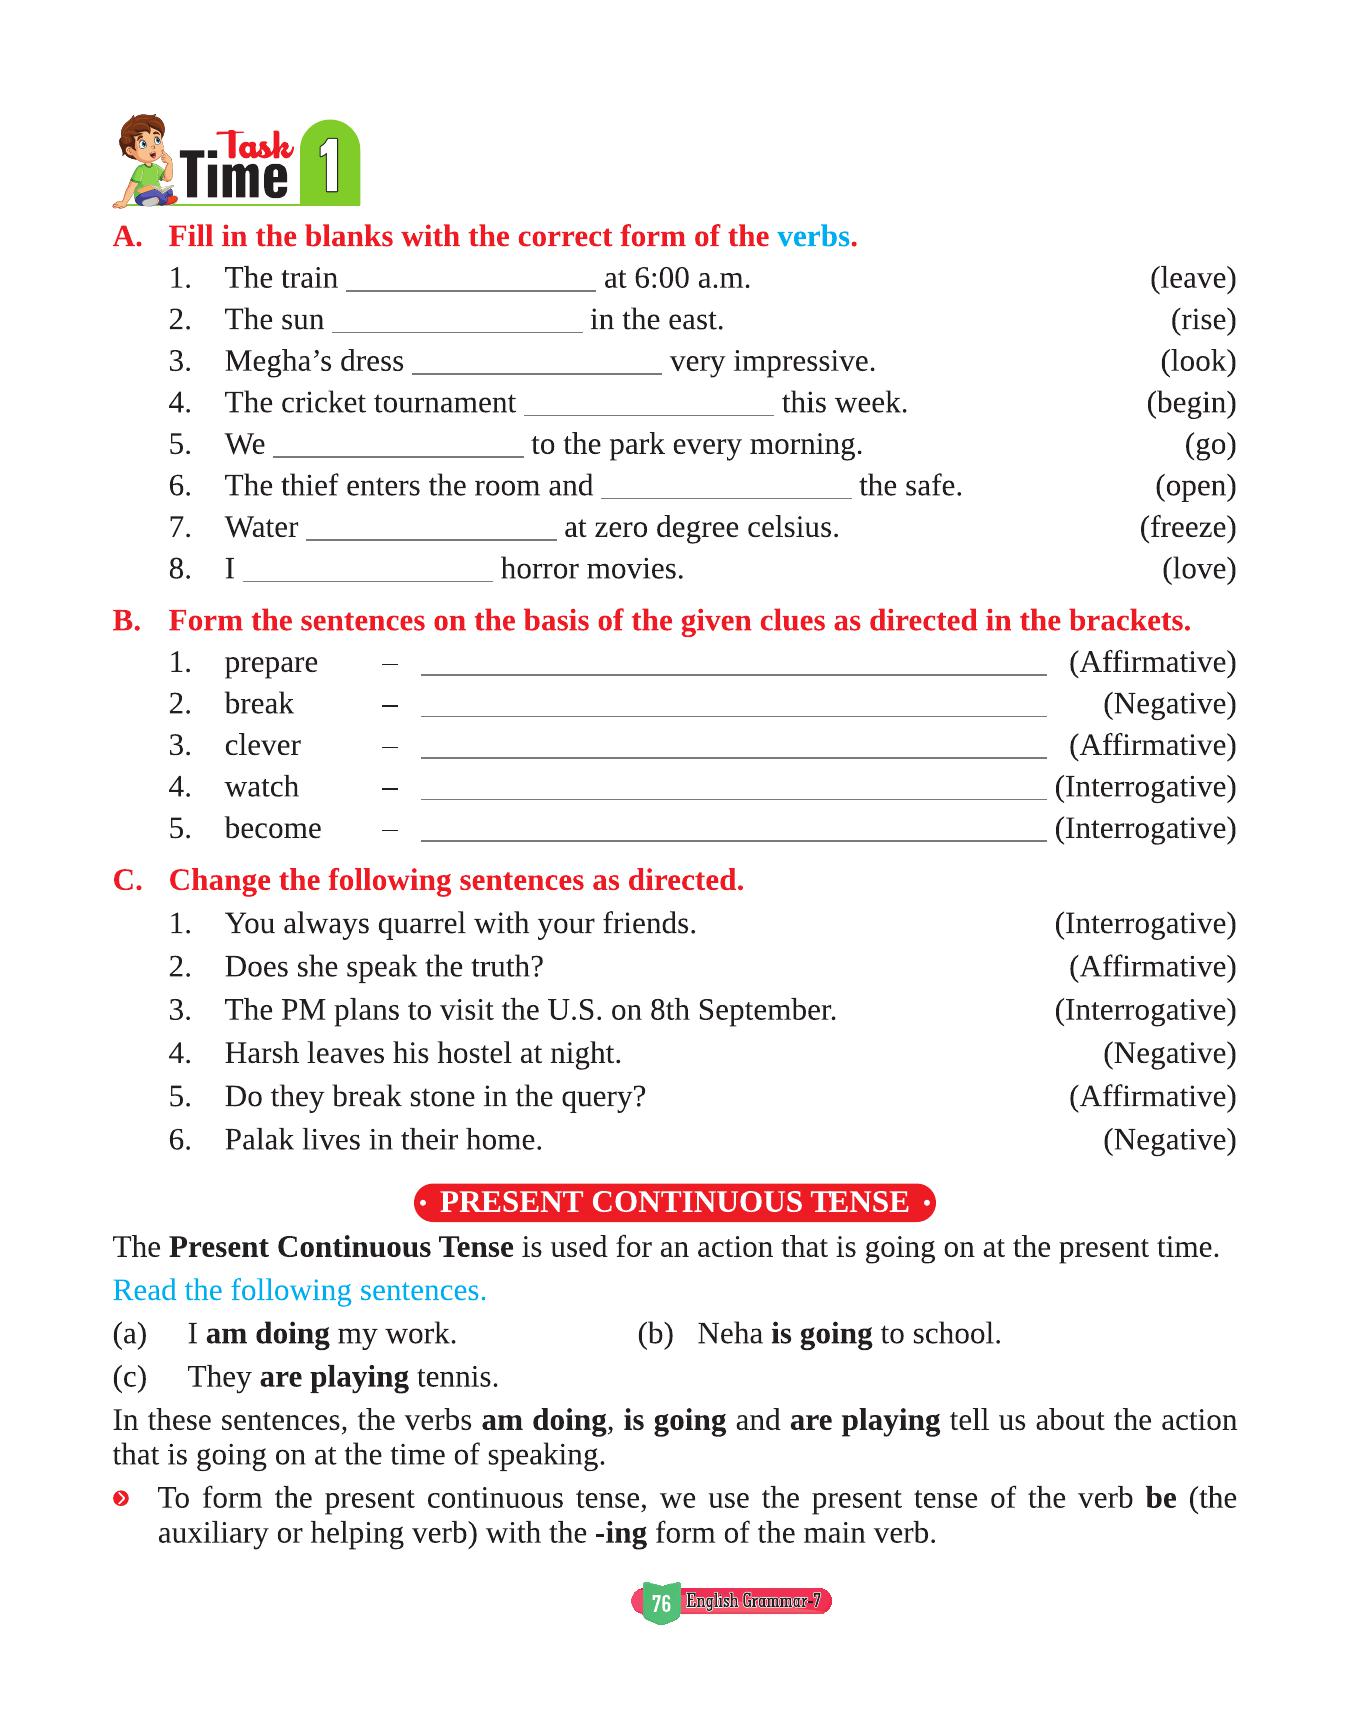 Task
Time 1
A. Fill in the blanks with the correct form of the verbs.
1. The train ________________ at 6:00 a.m. (leave)
2. The sun ________________ in the east. (rise)
3. Megha’s dress ________________ very impressive. (look)
4. The cricket tournament ________________ this week. (begin)
5. We ________________ to the park every morning. (go)
6. The thief enters the room and ________________ the safe. (open)
7. Water ________________ at zero degree celsius. (freeze)
8. I ________________ horror movies. (love)
B. Form the sentences on the basis of the given clues as directed in the brackets.
1. prepare – ________________________________________ (Affirmative)
2. break – ________________________________________ (Negative)
3. clever – ________________________________________ (Affirmative)
4. watch – ________________________________________ (Interrogative)
5. become – ________________________________________ (Interrogative)
C. Change the following sentences as directed.
1. You always quarrel with your friends. (Interrogative)
2. Does she speak the truth? (Affirmative)
3. The PM plans to visit the U.S. on 8th September. (Interrogative)
4. Harsh leaves his hostel at night. (Negative)
5. Do they break stone in the query? (Affirmative)
6. Palak lives in their home. (Negative)
• PRESENT CONTINUOUS TENSE •
The Present Continuous Tense is used for an action that is going on at the present time.
Read the following sentences.
(a) I am doing my work. (b) Neha is going to school.
(c) They are playing tennis.
In these sentences, the verbs am doing, is going and are playing tell us about the action
that is going on at the time of speaking.
To form the present continuous tense, we use the present tense of the verb be (the
auxiliary or helping verb) with the -ing form of the main verb.
76 English Grammar-7